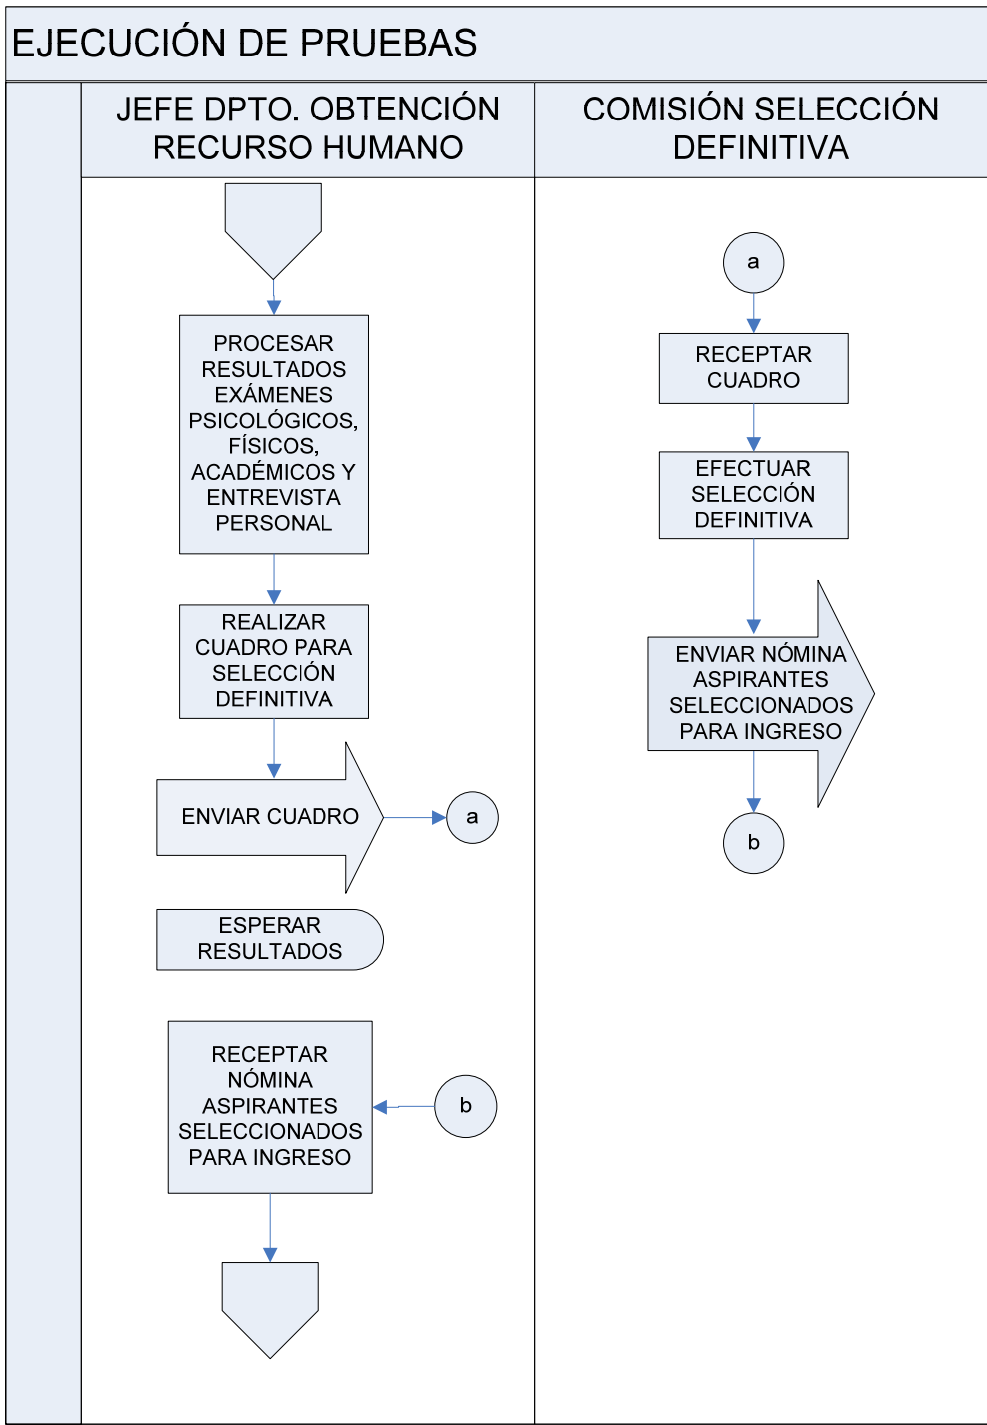 EJECUCIÓN DE PRUEBAS
JEFE DPTO. OBTENCIÓN
RECURSO HUMANO
PROCESAR
RESULTADOS
EXÁMENES
PSICOLÓGICOS,
FÍSICOS,
ACADÉMICOS Y
ENTREVISTA
PERSONAL
REALIZAR
CUADRO PARA
SELECCIÓN
DEFINITIVA
ENVIAR CUADRO
a
ESPERAR
RESULTADOS
RECEPTAR
NÓMINA
ASPIRANTES
SELECCIONADOS
PARA INGRESO
b
COMISIÓN SELECCIÓN
DEFINITIVA
a
RECEPTAR
CUADRO
EFECTUAR
SELECCIÓN
DEFINITIVA
ENVIAR NÓMINA
ASPIRANTES
SELECCIONADOS
PARA INGRESO
b